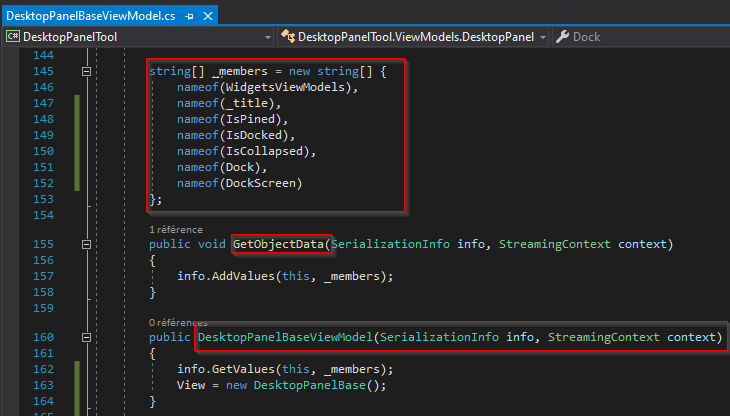 DesktopPanelBaseViewModel.cs
C# DesktopPanelTool DesktopPanelTool.ViewModels.DesktopPanel Dock
144
145 string[] _members = new string[] {
146 nameof(WidgetsViewModels),
147 nameof(_title),
148 nameof(IsPined),
149 nameof(IsDocked),
150 nameof(IsCollapsed),
151 nameof(Dock),
152 nameof(DockScreen)
153 };
154
1 référence
155 public void GetObjectData(SerializationInfo info, StreamingContext context)
156 {
157 info.AddValues(this, _members);
158 }
159
0 références
160 public DesktopPanelBaseViewModel(SerializationInfo info, StreamingContext context)
161 {
162 info.GetValues(this, _members);
163 View = new DesktopPanelBase();
164 }
165